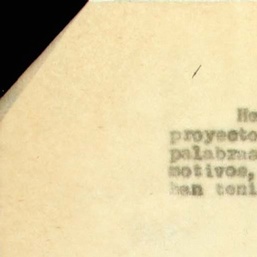 He
proyecto
palabras
motivos,
han teni